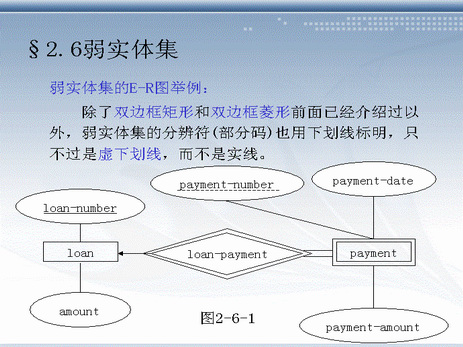 §2.6弱实体集
弱实体集的E-R图举例：
除了双边框矩形和双边框菱形前面已经介绍过以
外，弱实体集的分辨符(部分码)也用下划线标明，只
不过是虚下划线，而不是实线。
payment-number
payment-date
loan-number
loan
loan-payment
payment
amount
图2-6-1
payment-amount